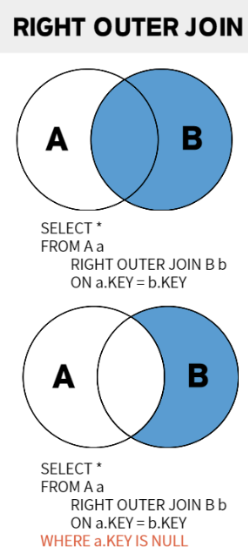 RIGHT OUTER JOIN
A B
SELECT *
FROM A a
RIGHT OUTER JOIN B b
ON a.KEY = b.KEY
A B
SELECT *
FROM A a
RIGHT OUTER JOIN B b
ON a.KEY = b.KEY
WHERE a.KEY IS NULL